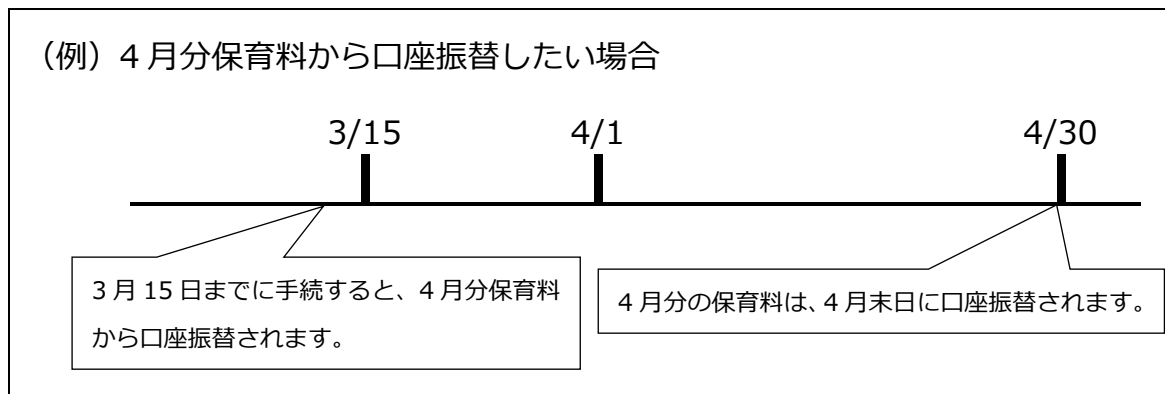 （例）４月分保育料から口座振替したい場合
3/15
4/1
4/30
３月 15 日までに手続すると、４月分保育料
から口座振替されます。
４月分の保育料は、４月末日に口座振替されます。